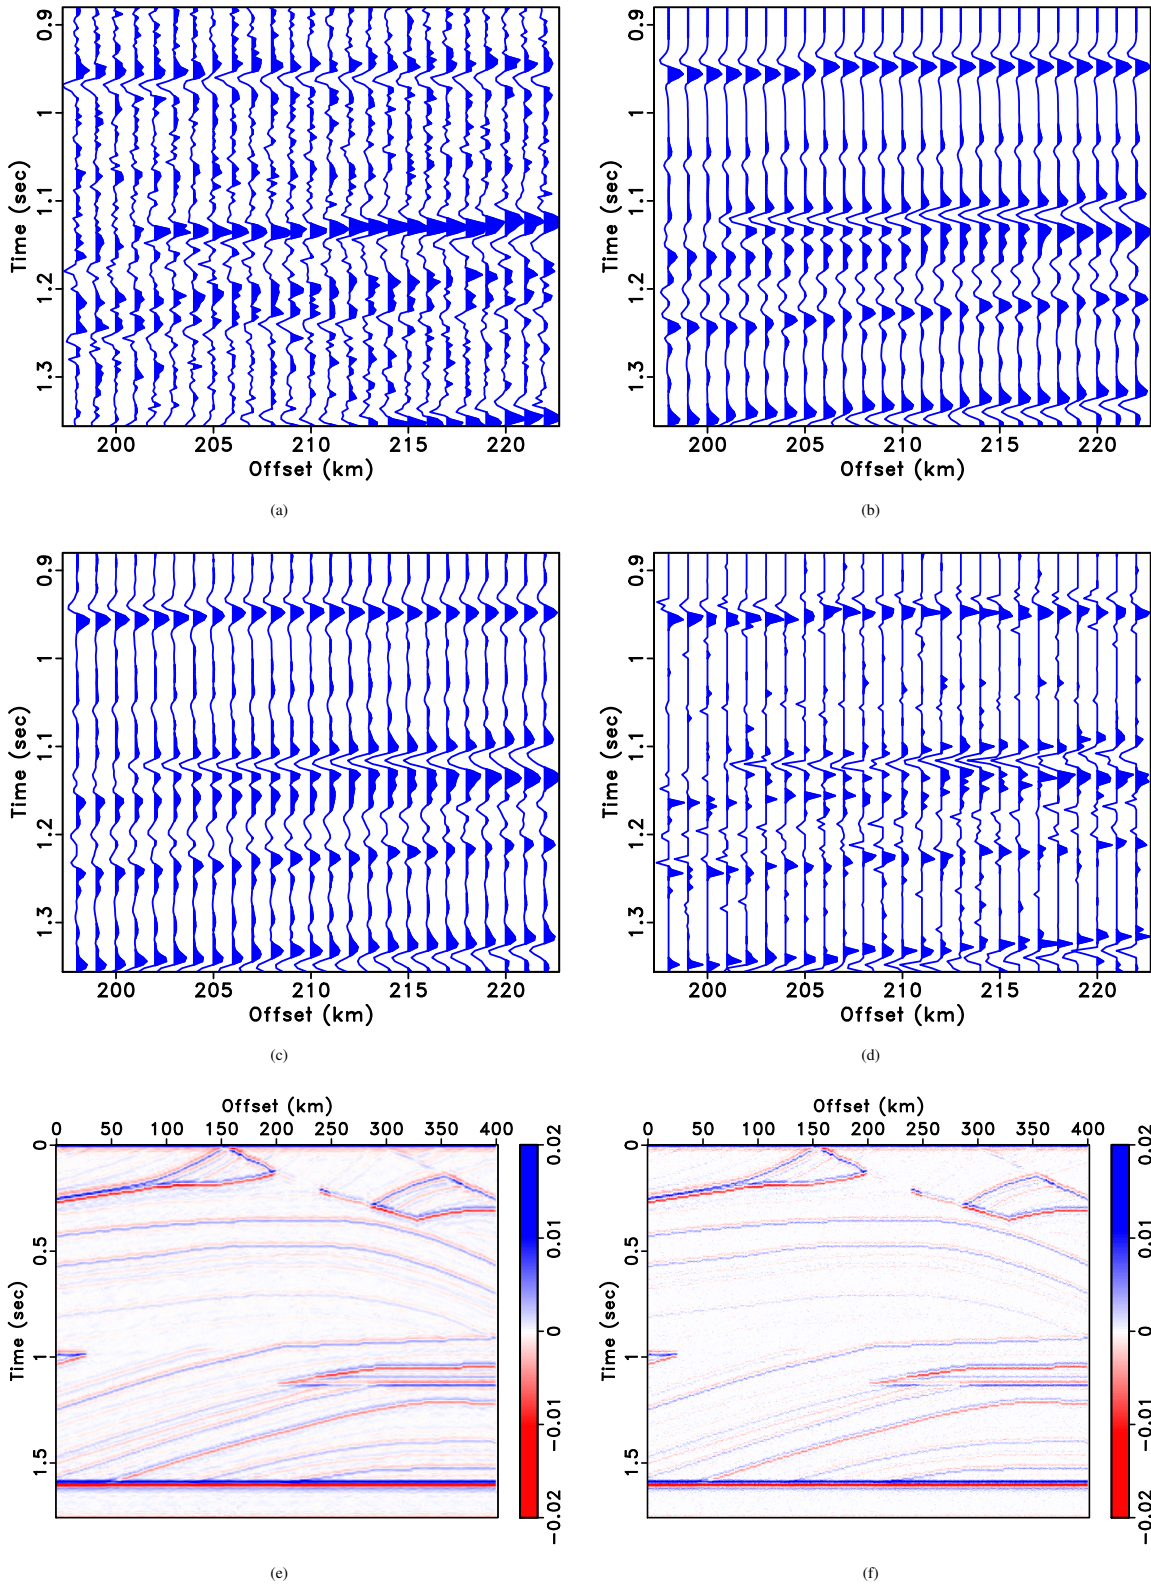 0.9
1
1.1
1.2
1.3
Time (sec)
200 205 210 215 220
Offset (km)
(a)
0.9
1
1.1
1.2
1.3
Time (sec)
200 205 210 215 220
Offset (km)
(b)
0.9
1
1.1
1.2
1.3
Time (sec)
200 205 210 215 220
Offset (km)
(c)
0.9
1
1.1
1.2
1.3
Time (sec)
200 205 210 215 220
Offset (km)
(d)
Offset (km)
0 50 100 150 200 250 300 350 400
0
0.5
1
1.5
Time (sec)
0.02
0.01
0
−0.01
−0.02
(e)
Offset (km)
0 50 100 150 200 250 300 350 400
0
0.5
1
1.5
Time (sec)
0.02
0.01
0
−0.01
−0.02
(f)